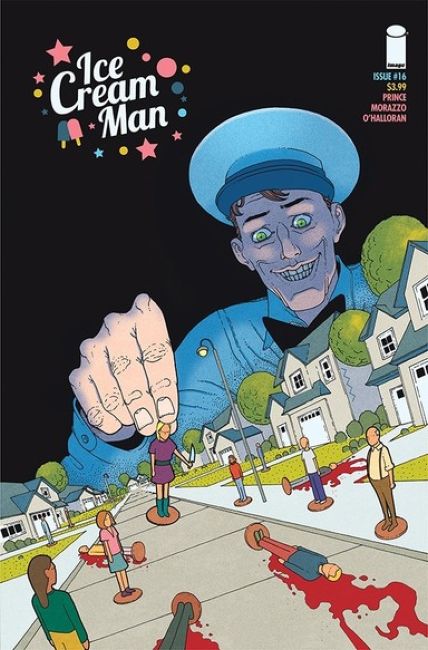 Ice
Cream
Man
image
ISSUE #16
$3.99
PRINCE
MORAZZO
O'HALLORAN